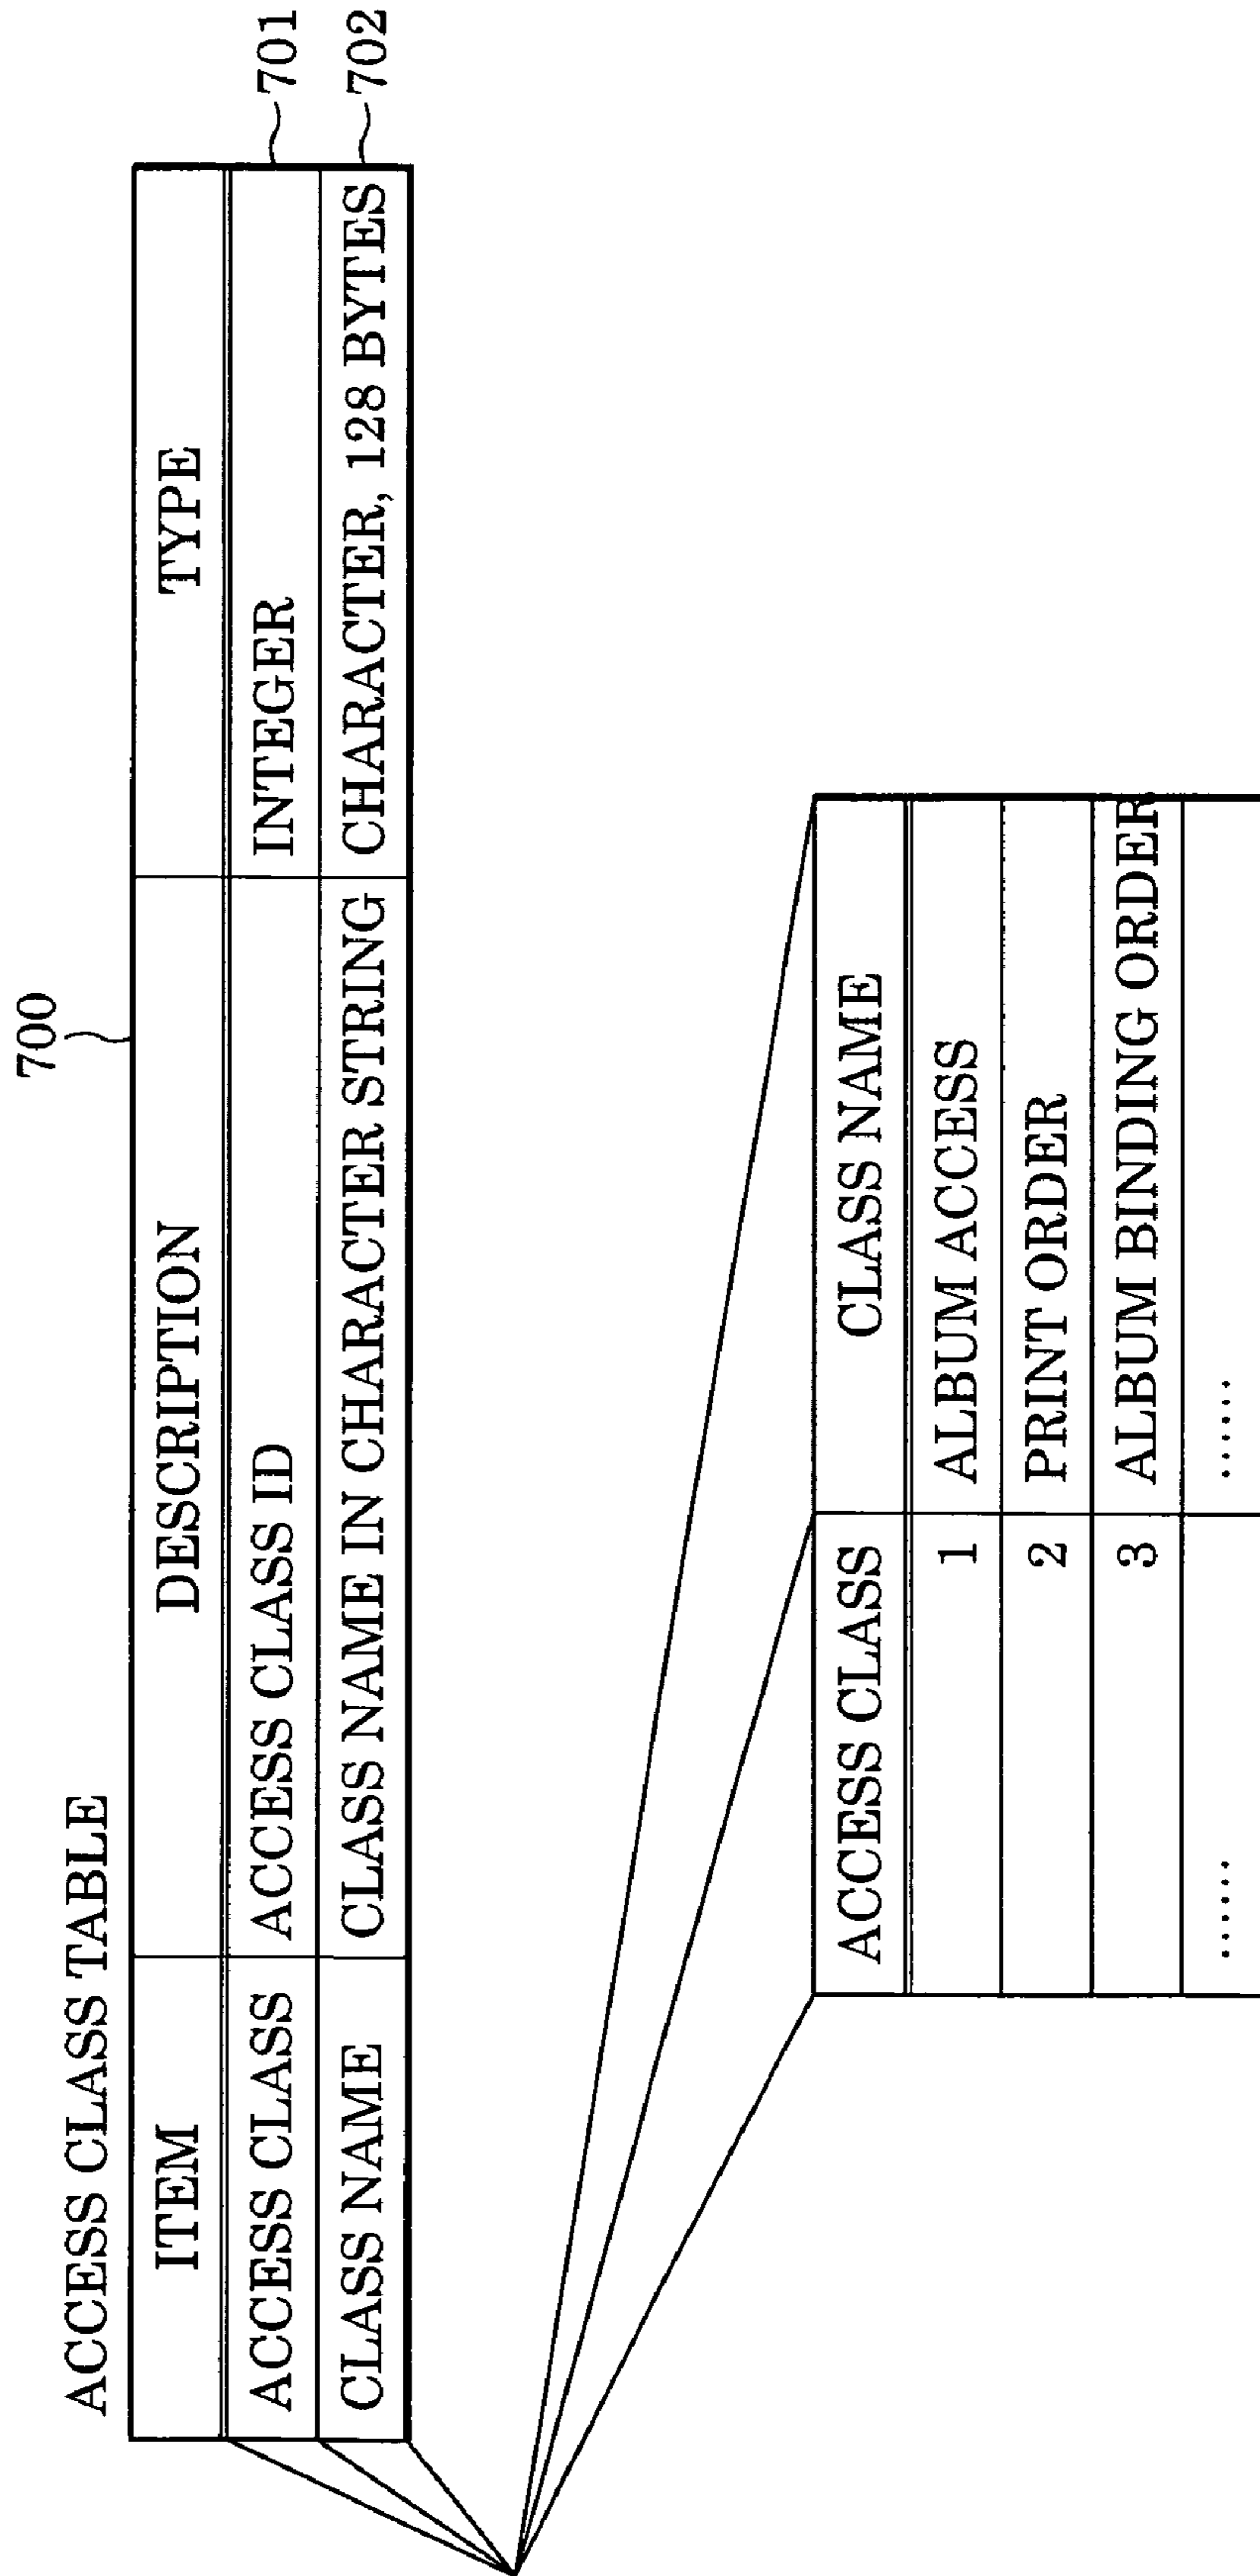 700
ACCESS CLASS TABLE
ITEM DESCRIPTION TYPE
ACCESS CLASS ACCESS CLASS ID INTEGER 701
CLASS NAME CLASS NAME IN CHARACTER STRING CHARACTER, 128 BYTES 702
ACCESS CLASS CLASS NAME
1 ALBUM ACCESS
2 PRINT ORDER
3 ALBUM BINDING ORDER
...... ......